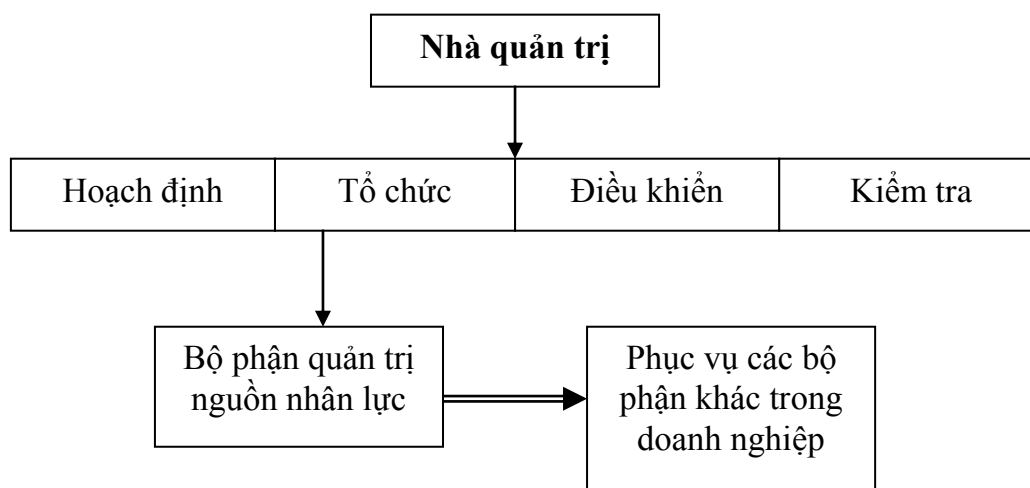 Nhà quản trị
Hoạch định Tổ chức Điều khiển Kiểm tra
Bộ phận quản trị
nguồn nhân lực
Phục vụ các bộ
phận khác trong
doanh nghiệp